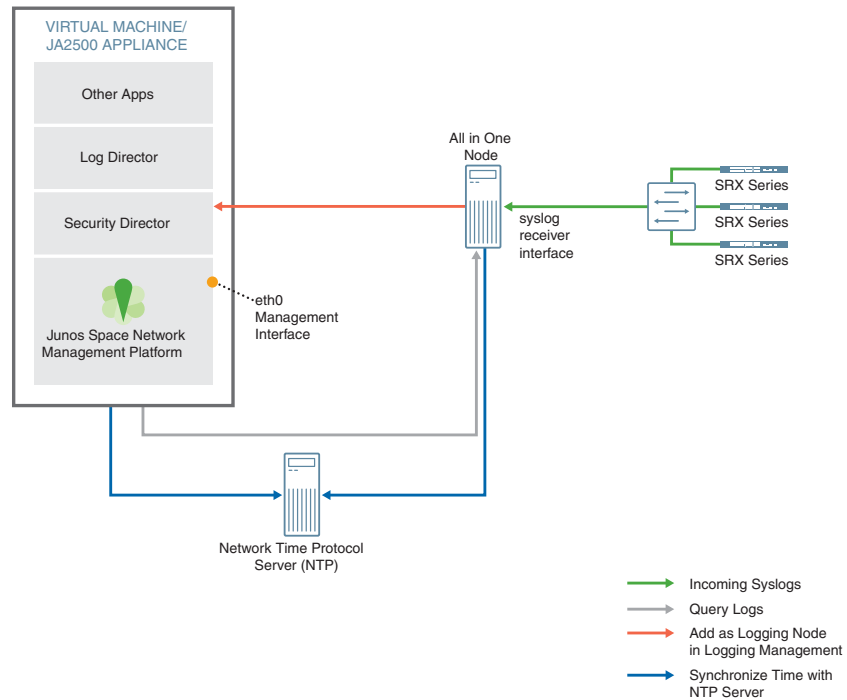 VIRTUAL MACHINE/
JA2500 APPLIANCE
Other Apps
Log Director
Security Director
Junos Space Network
Management Platform
eth0
Management
Interface
All in One
Node
syslog
receiver
interface
SRX Series
SRX Series
SRX Series
Network Time Protocol
Server (NTP)
Incoming Syslogs
Query Logs
Add as Logging Node
in Logging Management
Synchronize Time with
NTP Server